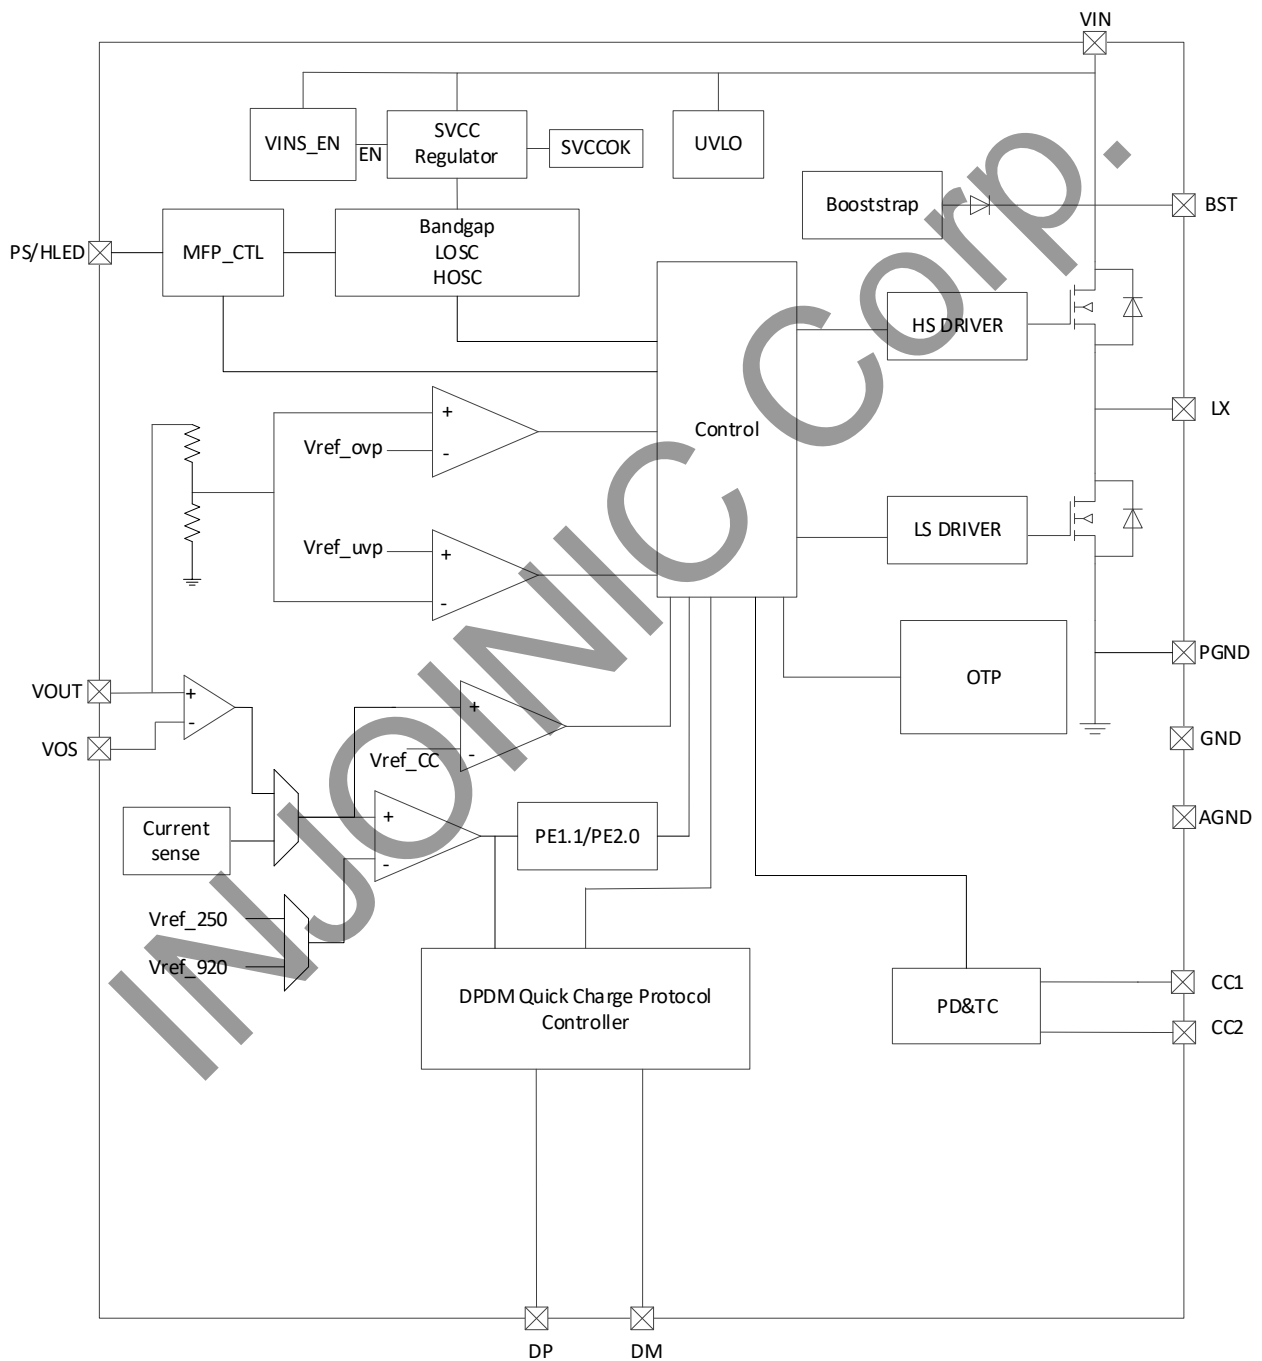 VIN
VINS_EN
EN
SVCC
Regulator
SVCCOK
UVLO
Booststrap
BST
PS/HLED
MFP_CTL
Bandgap
LOSC
HOSC
HS DRIVER
LX
Control
+
Vref_ovp
-
LS DRIVER
Vref_uvp
+
-
OTP
PGND
VOUT
+
-
VOS
GND
+
Vref_CC
-
Current
sense
+
-
PE1.1/PE2.0
AGND
Vref_250
Vref_920
DPDM Quick Charge Protocol
Controller
PD&TC
CC1
CC2
DP
DM
INJOINIC Corp.